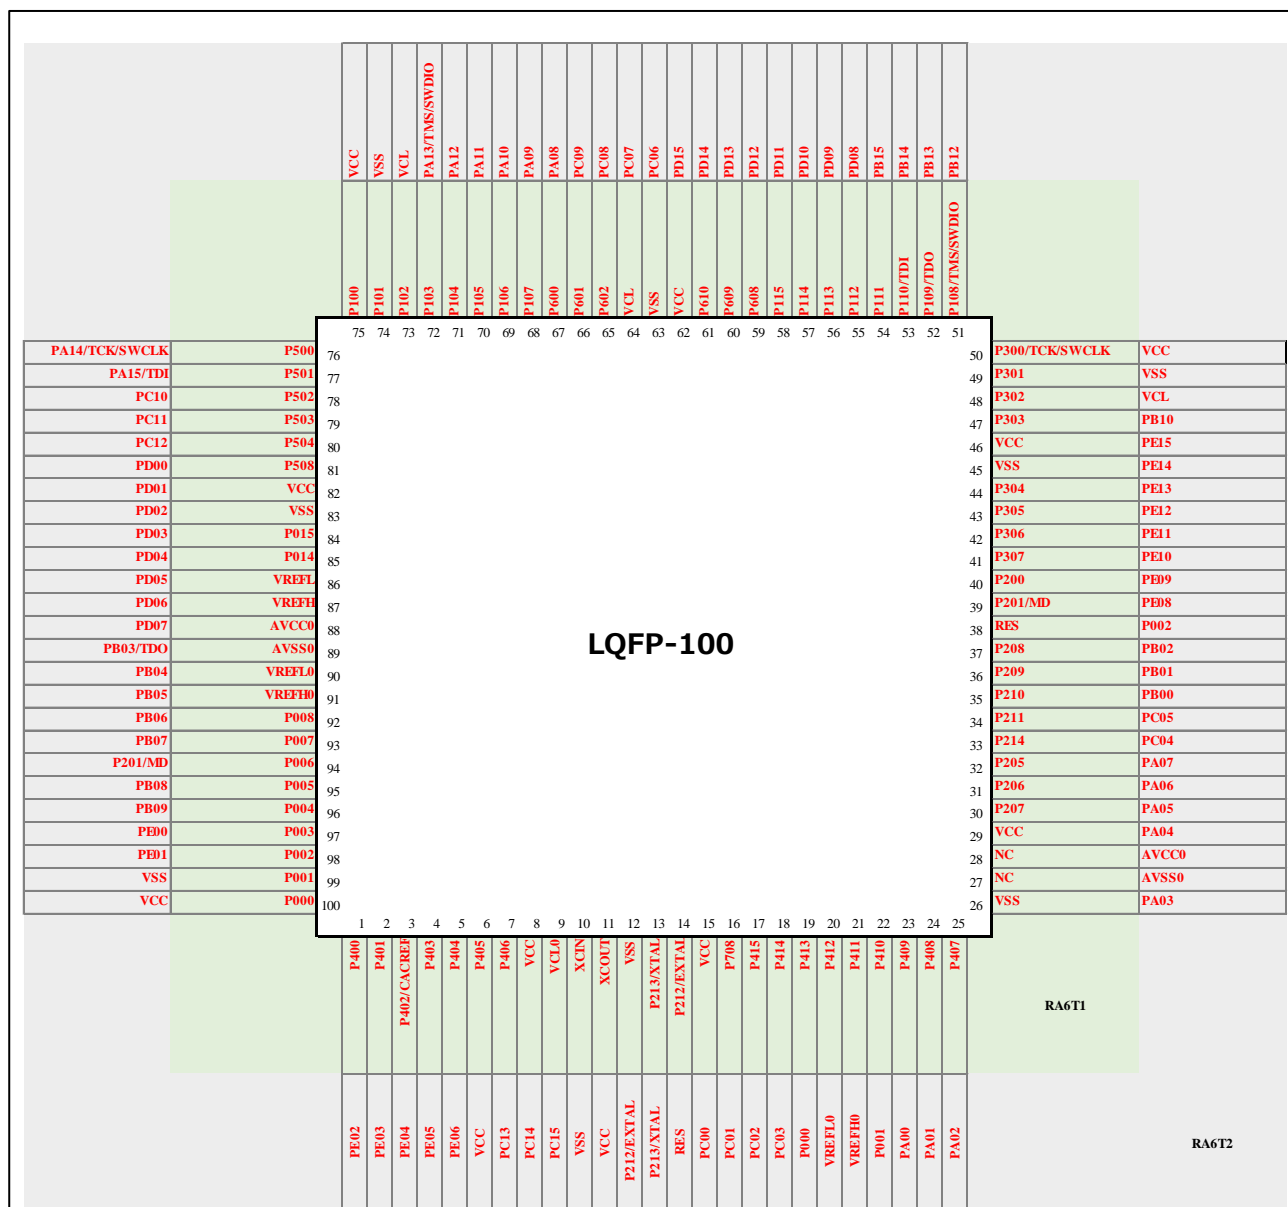 VCC VSS VCL PA13/TMS/SWDIO PA12 PA11 PA10 PA09 PA08 PC09 PC08 PC07 PC06 PD15 PD14 PD13 PD12 PD11 PD10 PD09 PD08 PB15 PB14 PB13 PB12
P100 P101 P102 P103 P104 P105 P106 P107 P600 P601 P602 VCL VSS VCC P610 P609 P608 P115 P114 P113 P112 P111 P110/TDI P109/TDO P108/TMS/SWDIO
75 74 73 72 71 70 69 68 67 66 65 64 63 62 61 60 59 58 57 56 55 54 53 52 51
PA14/TCK/SWCLK P500 76 50 P300/TCK/SWCLK VCC
PA15/TDI P501 77 49 P301 VSS
PC10 P502 78 48 P302 VCL
PC11 P503 79 47 P303 PB10
PC12 P504 80 46 VCC PE15
PD00 P508 81 45 VSS PE14
PD01 VCC 82 44 P304 PE13
PD02 VSS 83 43 P305 PE12
PD03 P015 84 42 P306 PE11
PD04 P014 85 41 P307 PE10
PD05 VREFL 86 40 P200 PE09
PD06 VREFH 87 39 P201/MD PE08
PD07 AVCC0 88 38 RES P002
LQFP-100
PB03/TDO AVSS0 89 37 P208 PB02
PB04 VREFL0 90 36 P209 PB01
PB05 VREFH0 91 35 P210 PB00
PB06 P008 92 34 P211 PC05
PB07 P007 93 33 P214 PC04
P201/MD P006 94 32 P205 PA07
PB08 P005 95 31 P206 PA06
PB09 P004 96 30 P207 PA05
PE00 P003 97 29 VCC PA04
PE01 P002 98 28 NC AVCC0
VSS P001 99 27 NC AVSS0
VCC P000 100 26 VSS PA03
1 2 3 4 5 6 7 8 9 10 11 12 13 14 15 16 17 18 19 20 21 22 23 24 25
P400 P401 P402/CACREF P403 P404 P405 P406 VCC VCL0 XCIN XCOUT VSS P213/XTAL P212/EXTAL VCC P708 P415 P414 P413 P412 P411 P410 P409 P408 P407
RA6T1
PE02 PE03 PE04 PE05 PE06 VCC PC13 PC14 PC15 VSS VCC P212/EXTAL P213/XTAL RES PC00 PC01 PC02 PC03 P000 VREFL0 VREFH0 P001 PA00 PA01 PA02
RA6T2